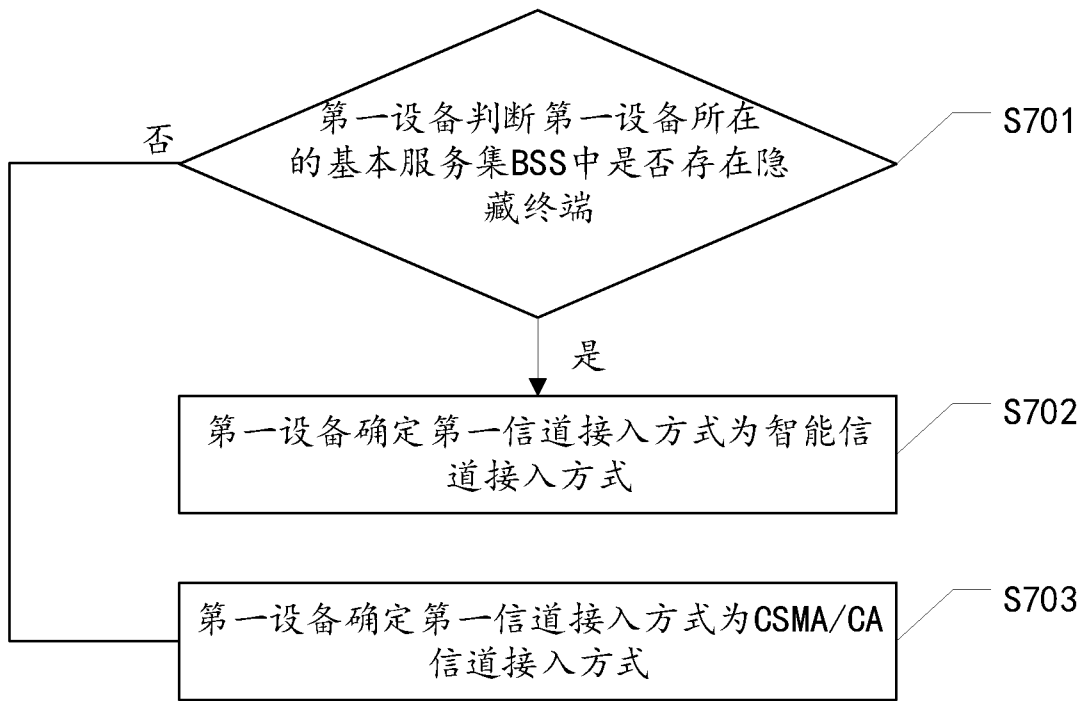 第一设备判断第一设备所在
的基本服务集BSS中是否存在隐
藏终端
S701
否
是
第一设备确定第一信道接入方式为智能信
道接入方式
S702
第一设备确定第一信道接入方式为CSMA/CA
信道接入方式
S703